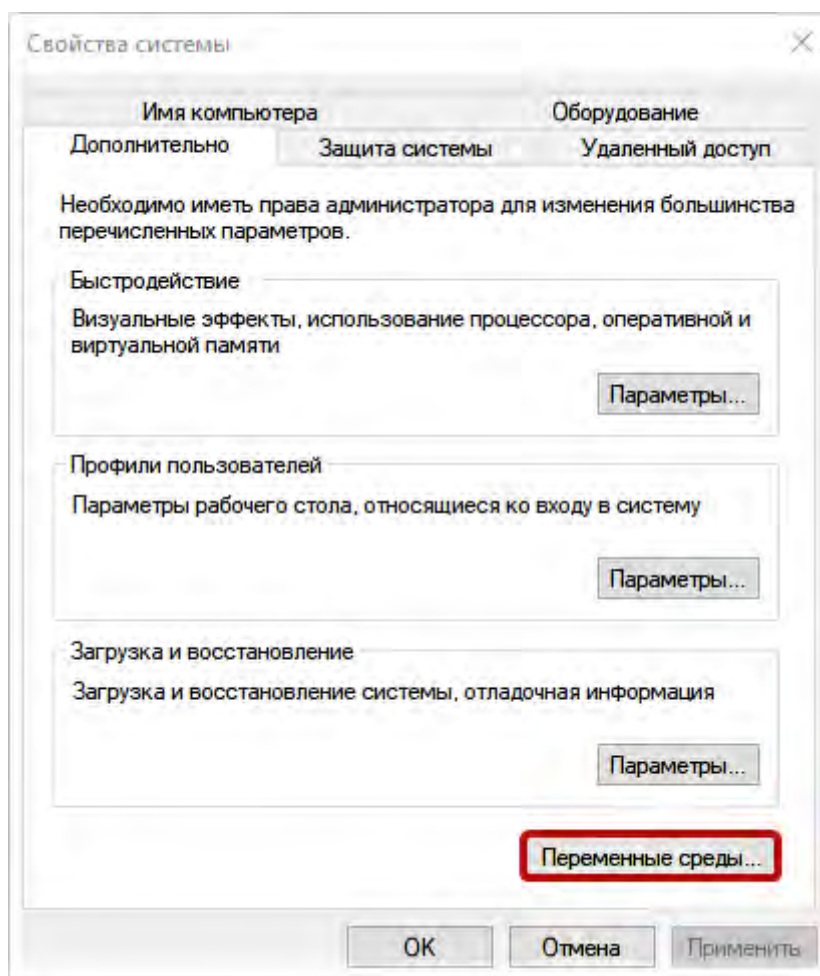 Свойства системы
Имя компьютера
Оборудование
Дополнительно
Защита системы
Удаленный доступ
Необходимо иметь права администратора для изменения большинства
перечисленных параметров.
Быстродействие
Визуальные эффекты, использование процессора, оперативной и
виртуальной памяти
Параметры...
Профили пользователей
Параметры рабочего стола, относящиеся ко входу в систему
Параметры...
Загрузка и восстановление
Загрузка и восстановление системы, отладочная информация
Параметры...
Переменные среды...
ОК
Отмена
Применить